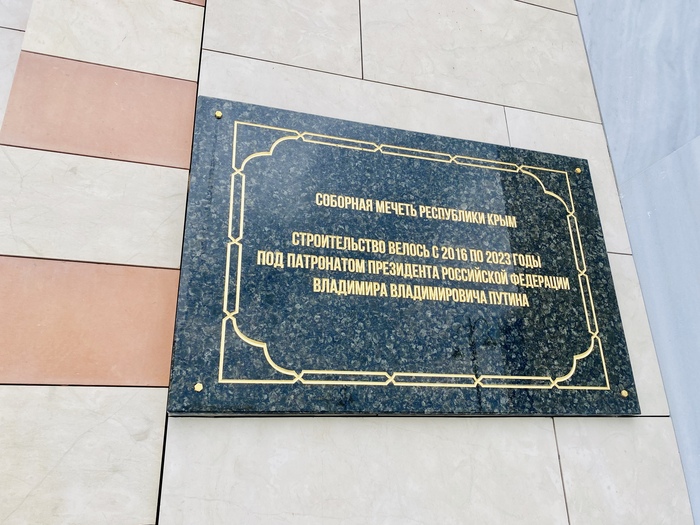 СОБОРНАЯ МЕЧЕТЬ РЕСПУБЛИКИ КРЫМ
СТРОИТЕЛЬСТВО ВЕЛОСЬ С 2016 ПО 2023 ГОДЫ
ПОД ПАТРОНАТОМ ПРЕЗИДЕНТА РОССИЙСКОЙ ФЕДЕРАЦИИ
ВЛАДИМИРА ВЛАДИМИРОВИЧА ПУТИНА